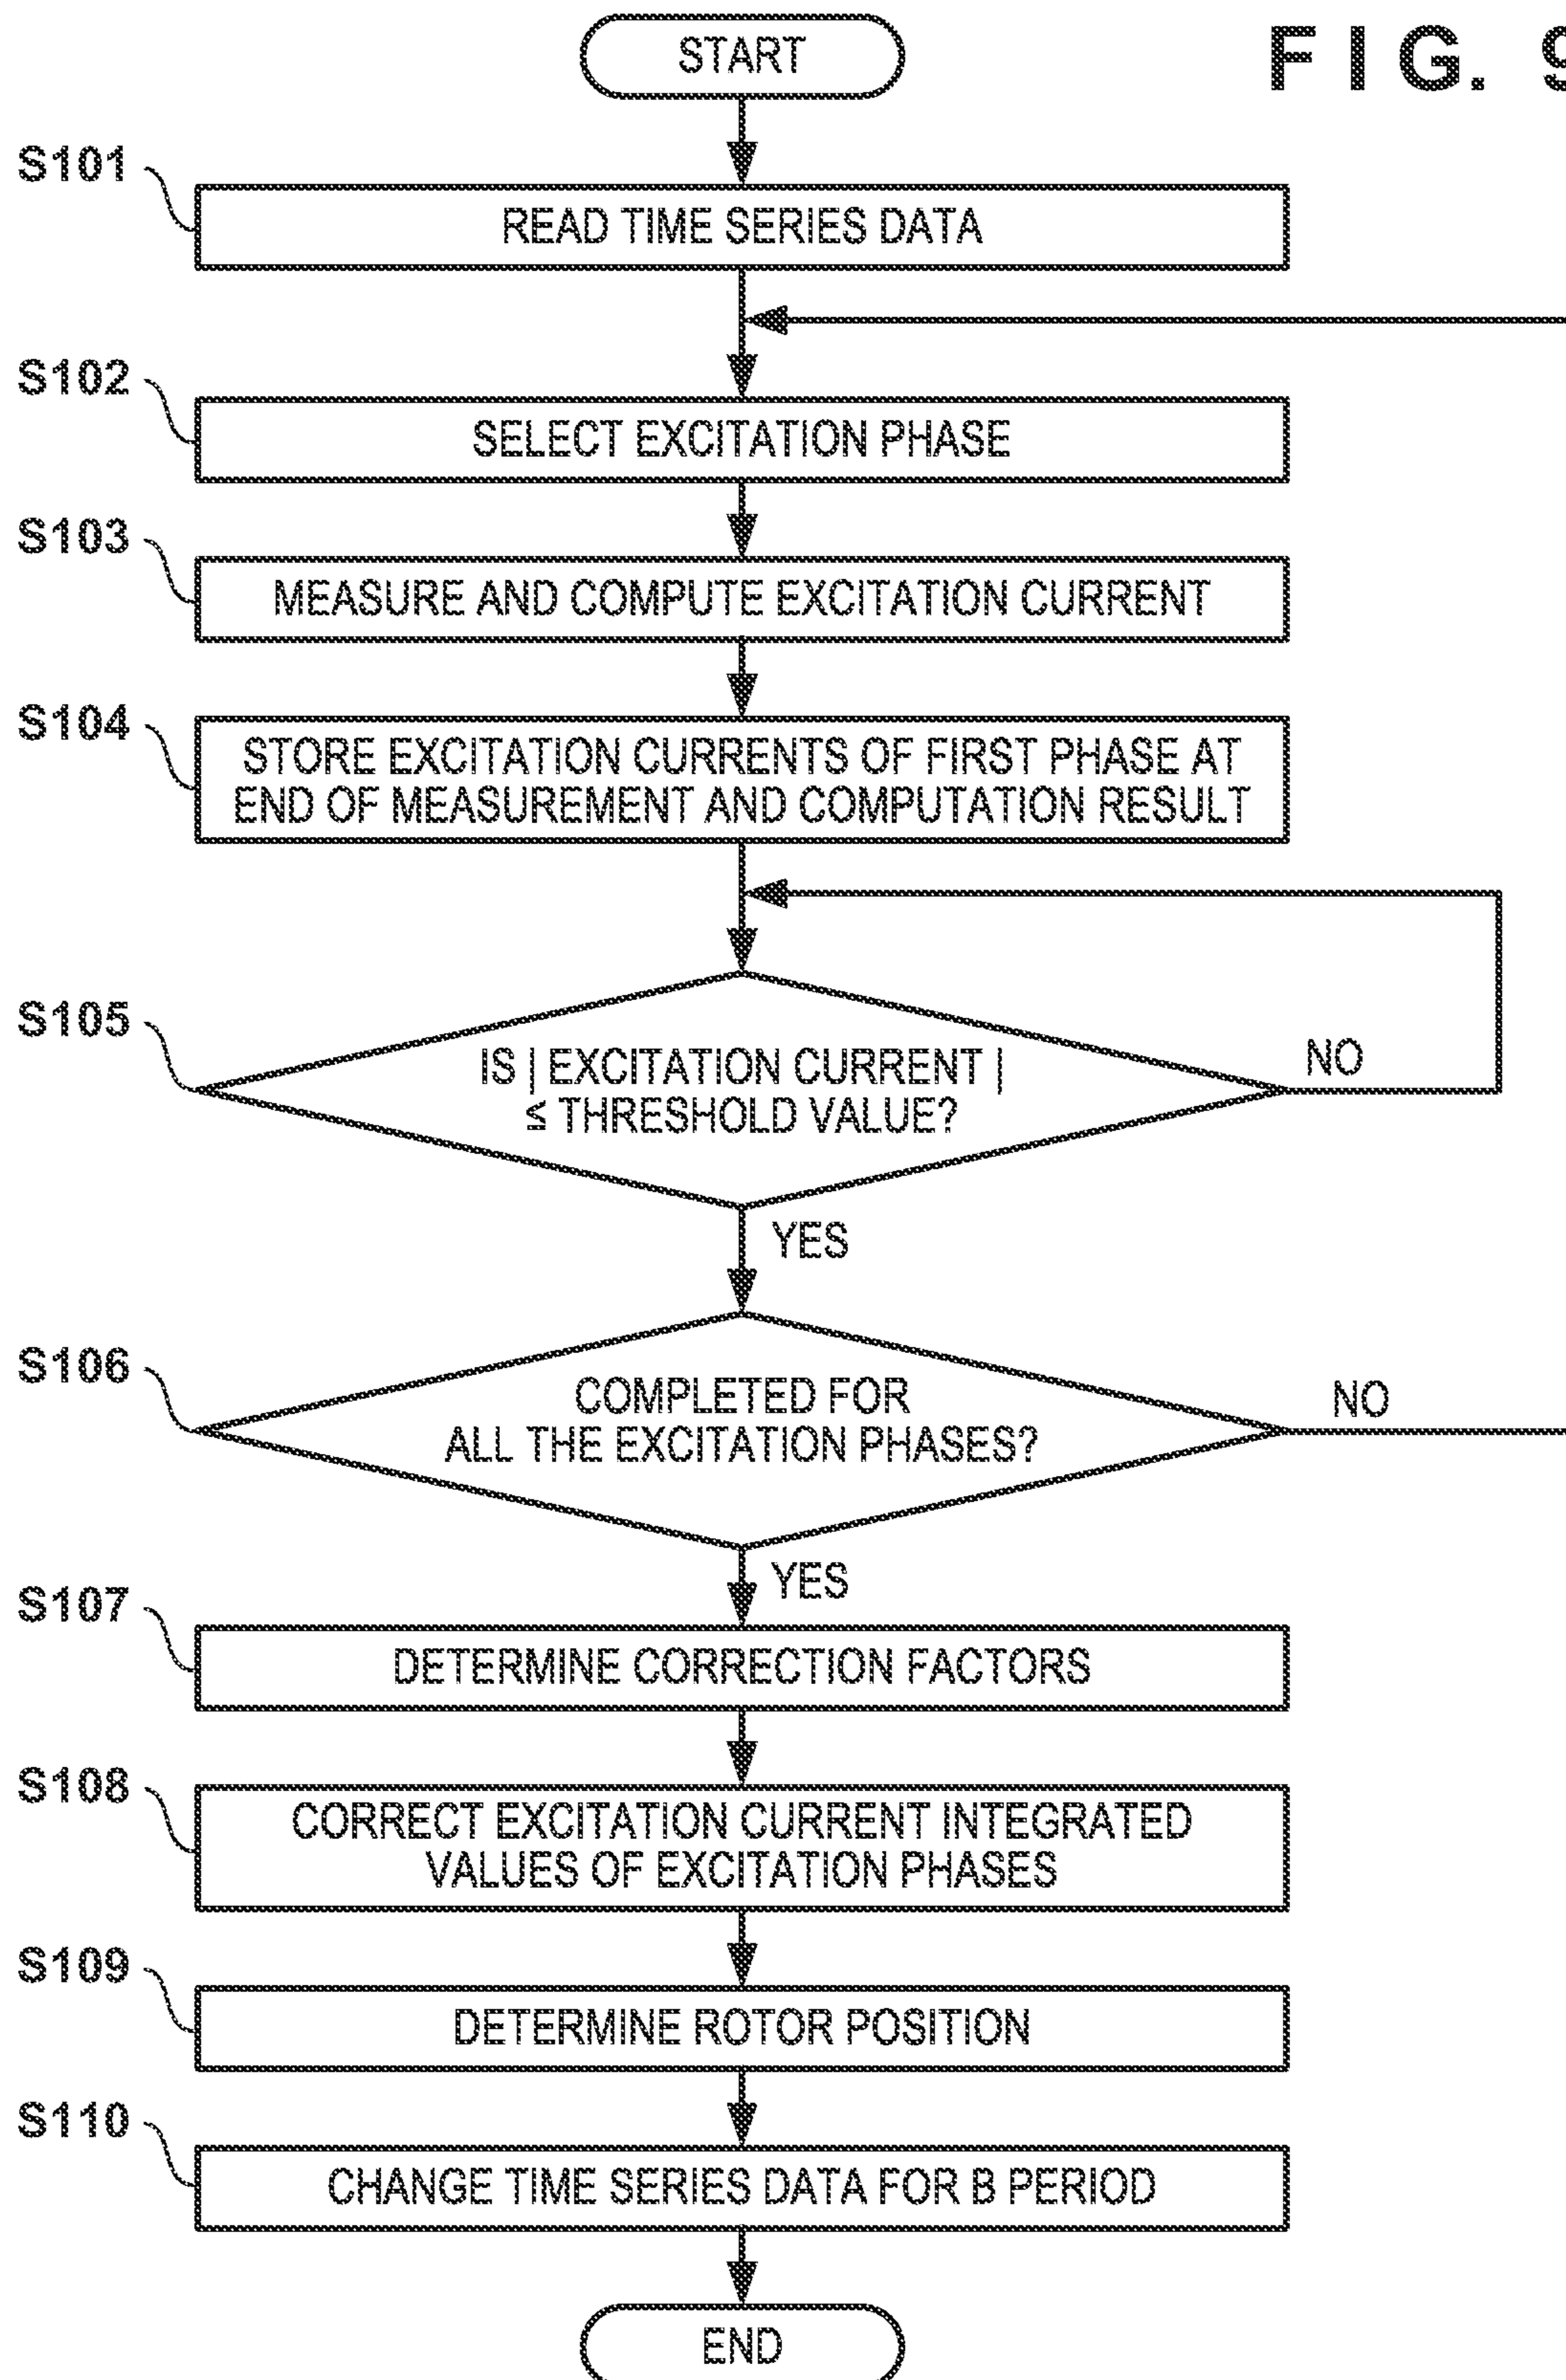 START
FIG. 9
S101
READ TIME SERIES DATA
S102
SELECT EXCITATION PHASE
S103
MEASURE AND COMPUTE EXCITATION CURRENT
S104
STORE EXCITATION CURRENTS OF FIRST PHASE AT
END OF MEASUREMENT AND COMPUTATION RESULT
S105
IS | EXCITATION CURRENT |
≤ THRESHOLD VALUE?
NO
YES
S106
COMPLETED FOR
ALL THE EXCITATION PHASES?
NO
YES
S107
DETERMINE CORRECTION FACTORS
S108
CORRECT EXCITATION CURRENT INTEGRATED
VALUES OF EXCITATION PHASES
S109
DETERMINE ROTOR POSITION
S110
CHANGE TIME SERIES DATA FOR B PERIOD
END